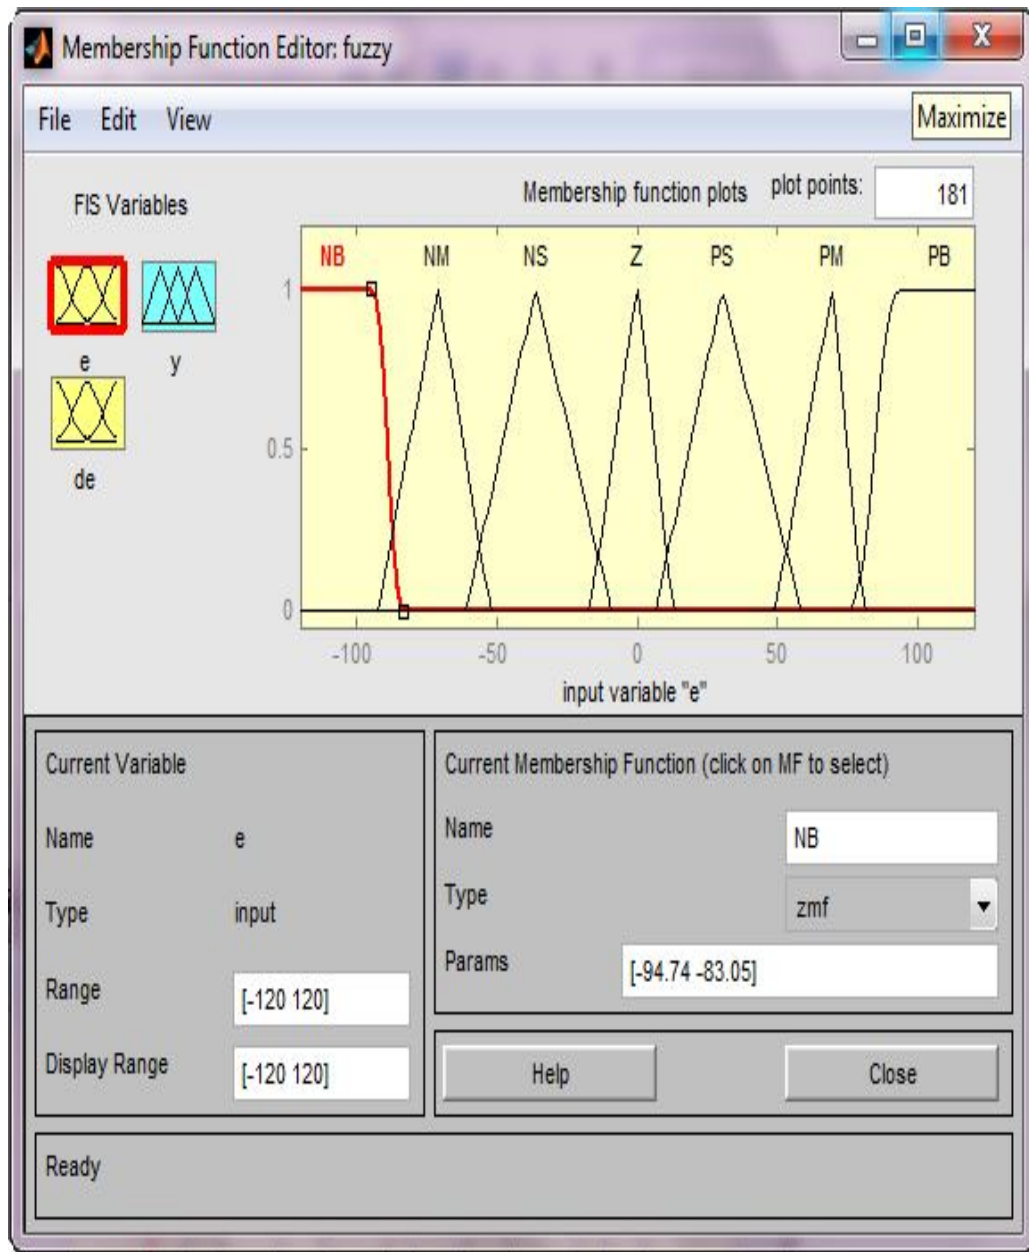 Membership Function Editor: fuzzy
File Edit View
Maximize
FIS Variables
Membership function plots plot points: 181
e
y
de
NB NM NS Z PS PM PB
1
0.5
0
-100 -50 0 50 100
input variable "e"
Current Variable
Name e
Type input
Range [-120 120]
Display Range [-120 120]
Current Membership Function (click on MF to select)
Name NB
Type zmf
Params [-94.74 -83.05]
Help Close
Ready